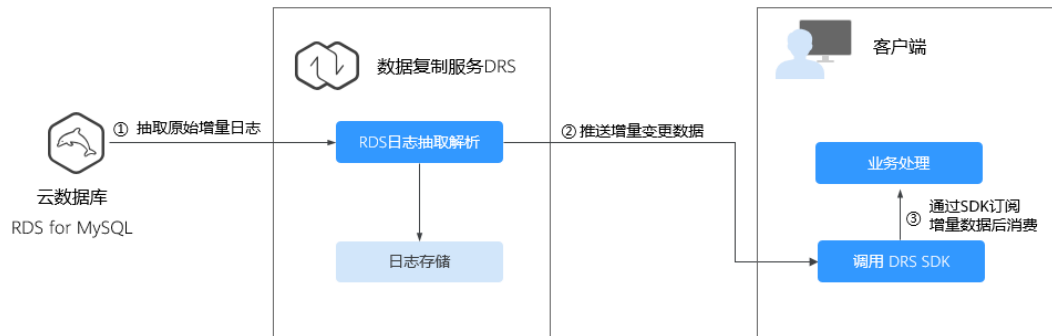 云数据库
RDS for MySQL
① 抽取原始增量日志
数据复制服务DRS
RDS日志抽取解析
日志存储
② 推送增量变更数据
客户端
业务处理
③ 通过SDK订阅
增量数据后消费
调用 DRS SDK